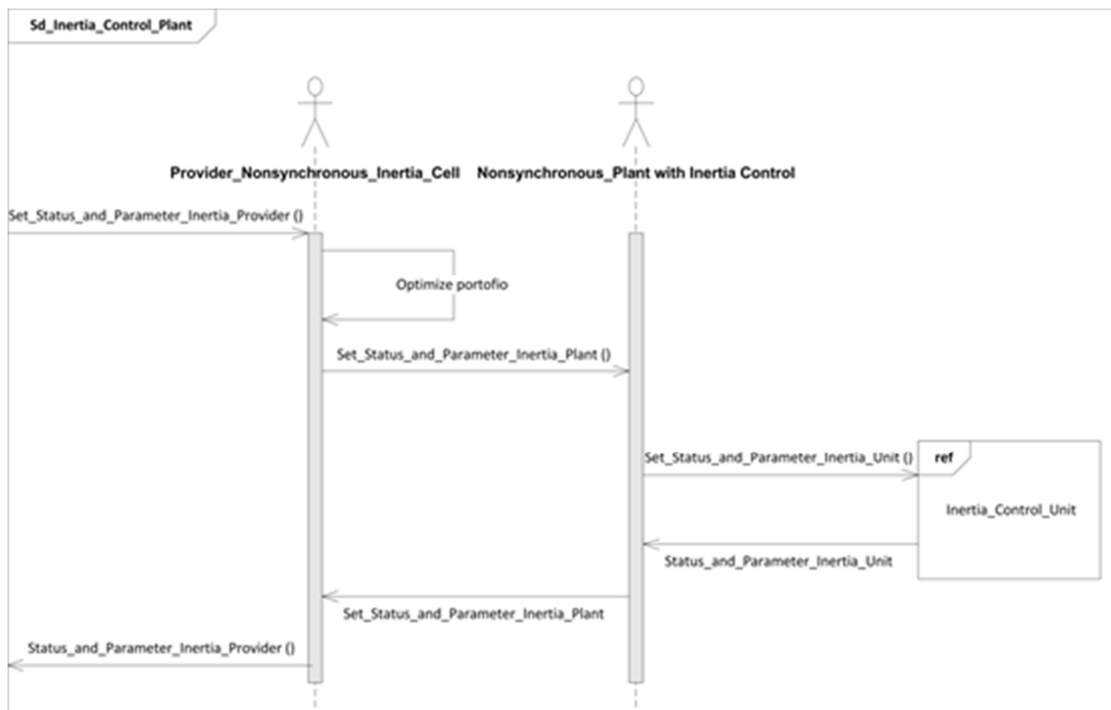 Sd_Inertia_Control_Plant
Provider_Nonsynchronous_Inertia_Cell
Nonsynchronous_Plant with Inertia Control
Set_Status_and_Parameter_Inertia_Provider ()
Optimize portofio
Set_Status_and_Parameter_Inertia_Plant ()
Set_Status_and_Parameter_Inertia_Unit ()
ref
Inertia_Control_Unit
Status_and_Parameter_Inertia_Unit
Set_Status_and_Parameter_Inertia_Plant
Status_and_Parameter_Inertia_Provider ()